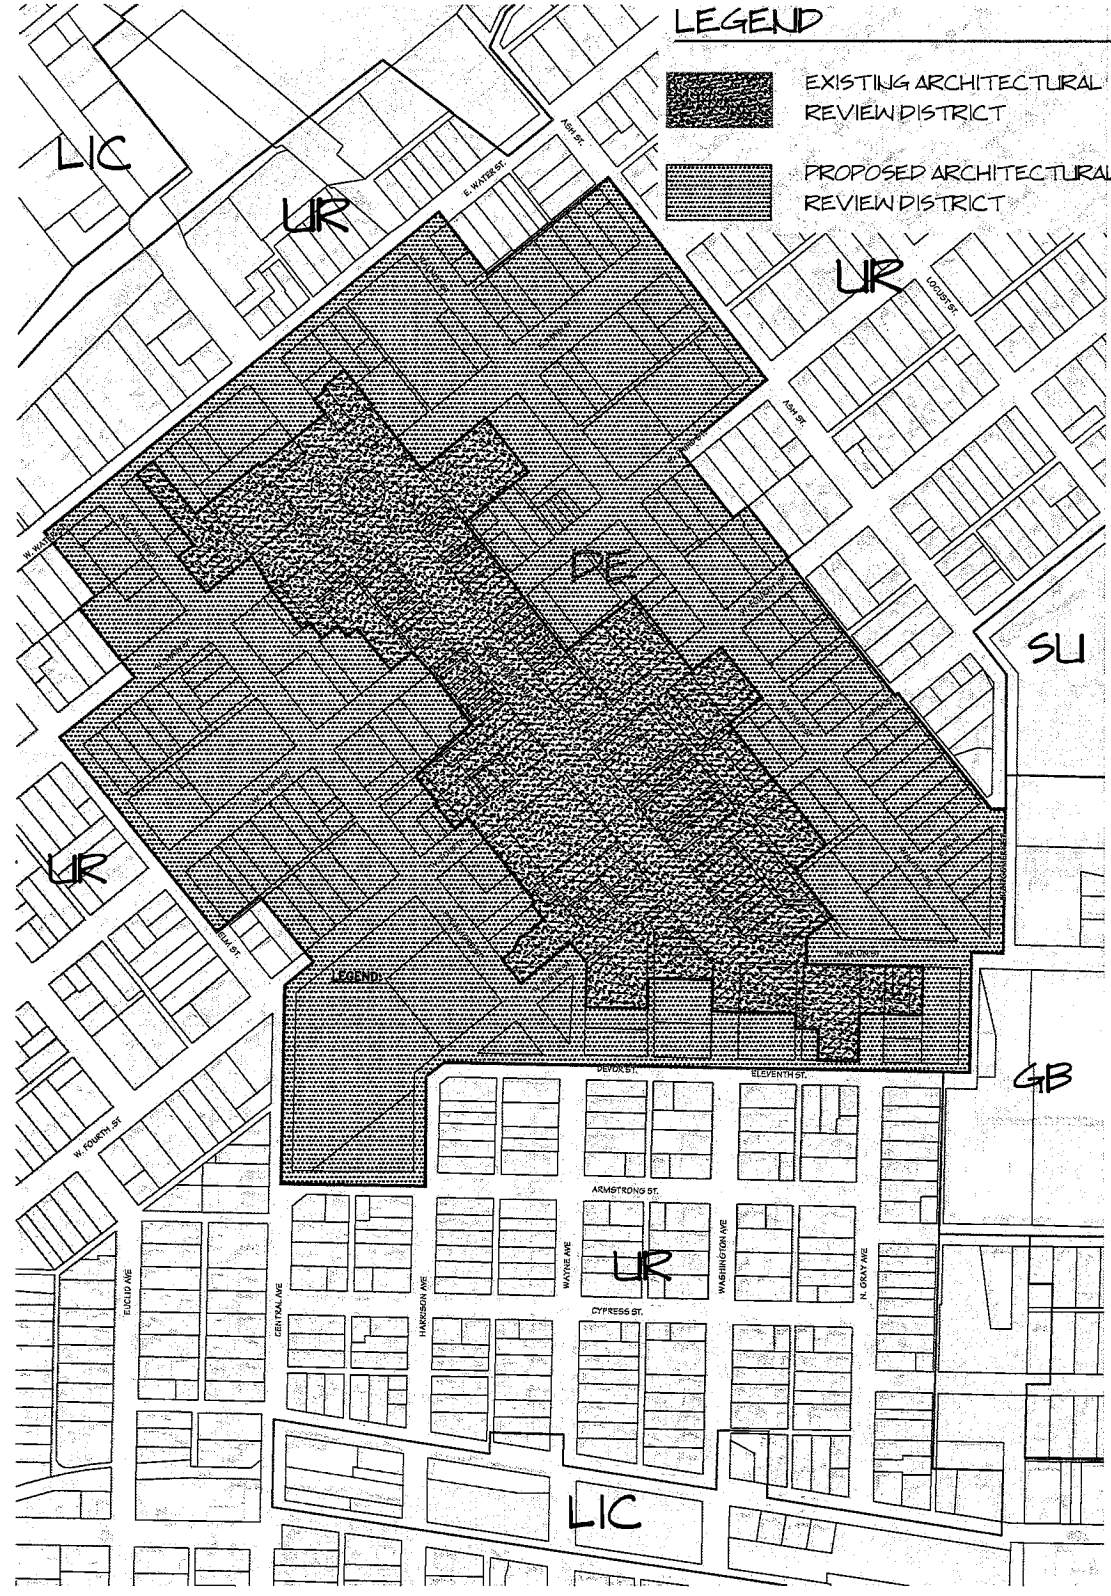 LEGEND
EXISTING ARCHITECTURAL
REVIEW DISTRICT
PROPOSED ARCHITECTURAL
REVIEW DISTRICT
LIC
UR
ASH ST.
E. WATER ST.
UR
LOCUST ST.
ASH ST.
DE
SU
UR
ELM ST.
LEGEND:
GB
DEVOR ST.
ELEVENTH ST.
W. FOURTH ST
ARMSTRONG ST.
EUCLID AVE
CENTRAL AVE
HARRISON AVE
WAYNE AVE
WASHINGTON AVE
N. GRAY AVE
UR
CYPRESS ST.
LIC